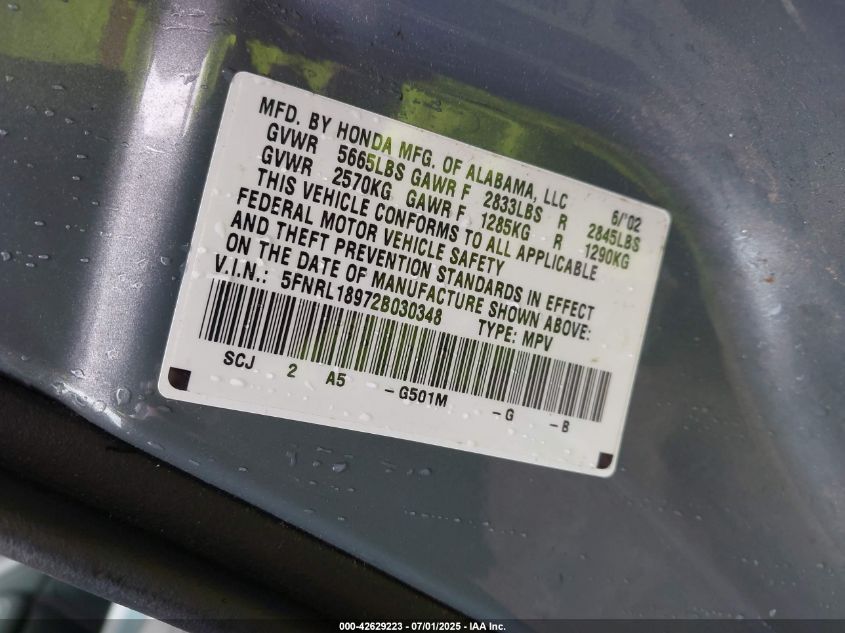 MFD. BY HONDA MFG. OF ALABAMA, LLC 6/'02
GVWR 5665LBS GAWR F 2833LBS R 2845LBS
GVWR 2570KG GAWR F 1285KG R 1290KG
THIS VEHICLE CONFORMS TO ALL APPLICABLE
FEDERAL MOTOR VEHICLE SAFETY
AND THEFT PREVENTION STANDARDS IN EFFECT
ON THE DATE OF MANUFACTURE SHOWN ABOVE:
V.I.N.: 5FNRL18972B030348 TYPE: MPV
SCJ 2 A5 -G501M -G -B
000-42629223 - 07/01/2025 - IAA Inc.